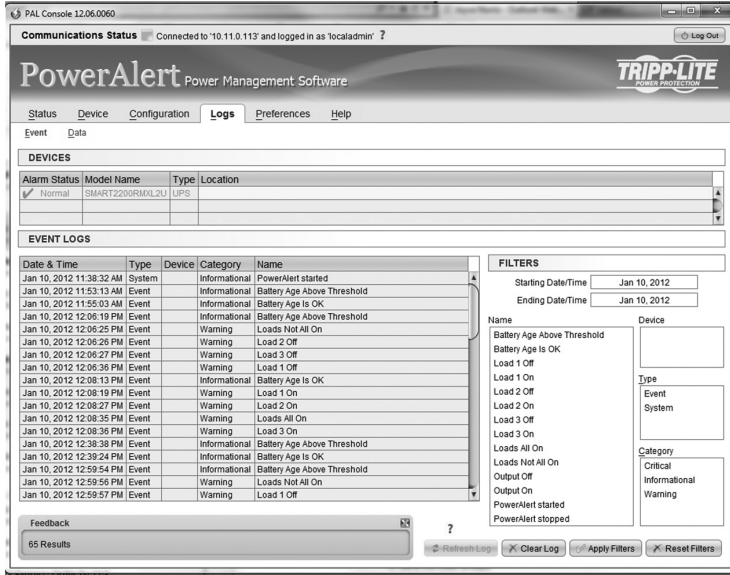 PAL Console 12.06.0060
Communications Status Connected to '10.11.0.113' and logged in as 'localadmin' ? Log Out
PowerAlert Power Management Software
TRIPP·LITE
POWER PROTECTION
Status Device Configuration Logs Preferences Help
Event Data
DEVICES
Alarm Status Model Name Type Location
Normal SMART2200RMXL2U UPS
EVENT LOGS
Date & Time Type Device Category Name
Jan 10, 2012 11:38:32 AM System Informational PowerAlert started
Jan 10, 2012 11:53:13 AM Event Informational Battery Age Above Threshold
Jan 10, 2012 11:55:03 AM Event Informational Battery Age Is OK
Jan 10, 2012 12:06:19 PM Event Informational Battery Age Above Threshold
Jan 10, 2012 12:06:25 PM Event Warning Loads Not All On
Jan 10, 2012 12:06:26 PM Event Warning Load 2 Off
Jan 10, 2012 12:06:27 PM Event Warning Load 3 Off
Jan 10, 2012 12:06:36 PM Event Warning Load 1 Off
Jan 10, 2012 12:08:13 PM Event Informational Battery Age Is OK
Jan 10, 2012 12:08:19 PM Event Warning Load 1 On
Jan 10, 2012 12:08:27 PM Event Warning Load 2 On
Jan 10, 2012 12:08:35 PM Event Warning Loads All On
Jan 10, 2012 12:08:36 PM Event Warning Load 3 On
Jan 10, 2012 12:38:38 PM Event Informational Battery Age Above Threshold
Jan 10, 2012 12:39:24 PM Event Informational Battery Age Is OK
Jan 10, 2012 12:59:54 PM Event Informational Battery Age Above Threshold
Jan 10, 2012 12:59:56 PM Event Warning Loads Not All On
Jan 10, 2012 12:59:57 PM Event Warning Load 1 Off
FILTERS
Starting Date/Time Jan 10, 2012
Ending Date/Time Jan 10, 2012
Name
Battery Age Above Threshold
Battery Age Is OK
Load 1 Off
Load 1 On
Load 2 Off
Load 2 On
Load 3 Off
Load 3 On
Loads All On
Loads Not All On
Output Off
Output On
PowerAlert started
PowerAlert stopped
Device
Type
Event
System
Category
Critical
Informational
Warning
Feedback
65 Results
?
Refresh Log Clear Log Apply Filters Reset Filters